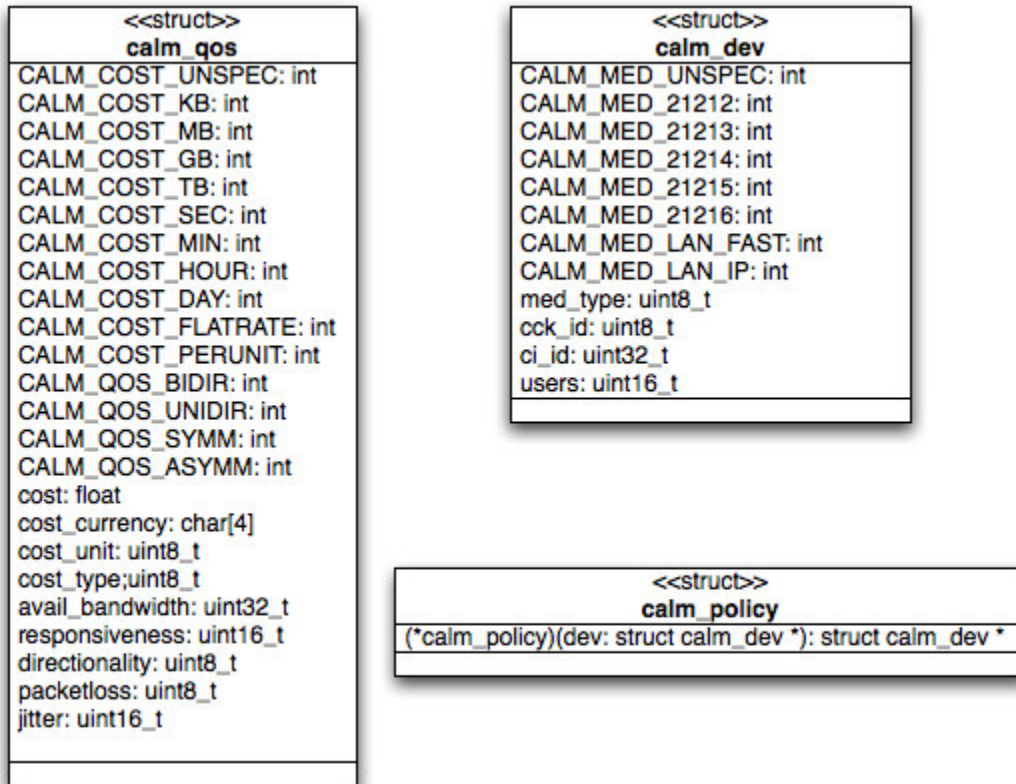 <<struct>>
calm_qos
CALM_COST_UNSPEC: int
CALM_COST_KB: int
CALM_COST_MB: int
CALM_COST_GB: int
CALM_COST_TB: int
CALM_COST_SEC: int
CALM_COST_MIN: int
CALM_COST_HOUR: int
CALM_COST_DAY: int
CALM_COST_FLATRATE: int
CALM_COST_PERUNIT: int
CALM_QOS_BIDIR: int
CALM_QOS_UNIDIR: int
CALM_QOS_SYMM: int
CALM_QOS_ASYMM: int
cost: float
cost_currency: char[4]
cost_unit: uint8_t
cost_type;uint8_t
avail_bandwidth: uint32_t
responsiveness: uint16_t
directionality: uint8_t
packetloss: uint8_t
jitter: uint16_t
<<struct>>
calm_dev
CALM_MED_UNSPEC: int
CALM_MED_21212: int
CALM_MED_21213: int
CALM_MED_21214: int
CALM_MED_21215: int
CALM_MED_21216: int
CALM_MED_LAN_FAST: int
CALM_MED_LAN_IP: int
med_type: uint8_t
cck_id: uint8_t
ci_id: uint32_t
users: uint16_t
<<struct>>
calm_policy
(*calm_policy)(dev: struct calm_dev *): struct calm_dev *